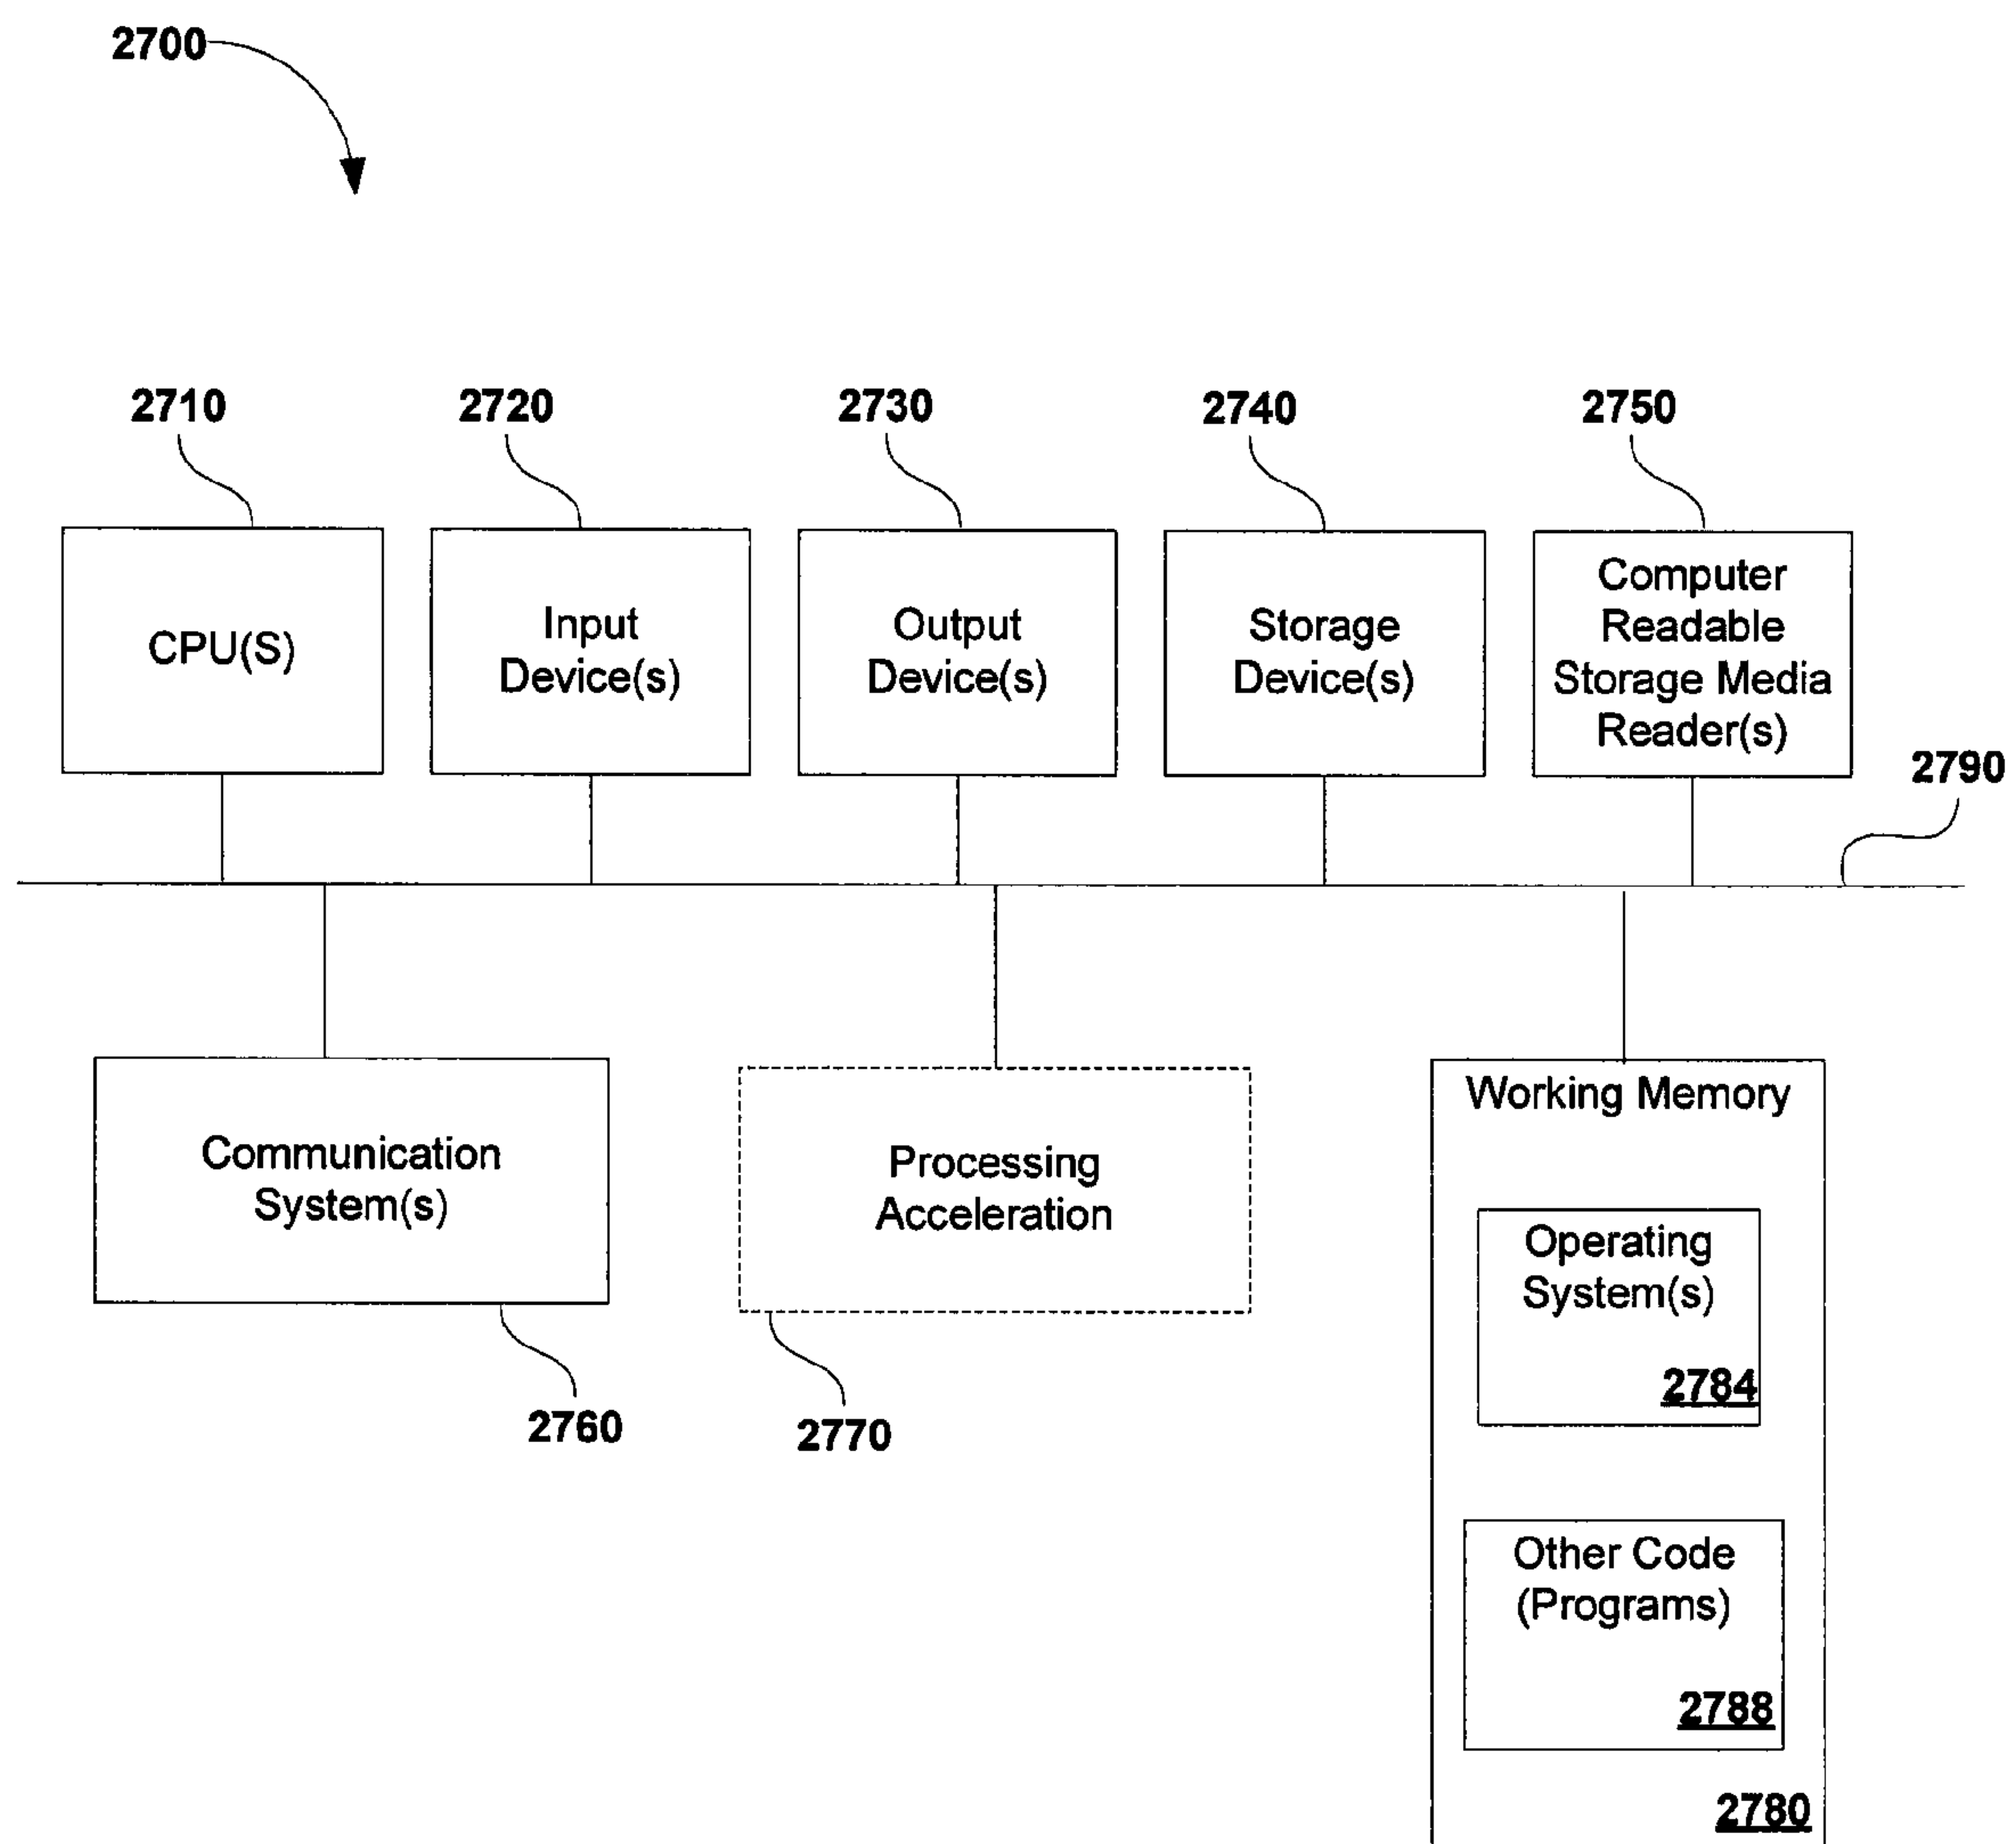 2700
2710
2720
2730
2740
2750
CPU(S)
Input
Device(s)
Output
Device(s)
Storage
Device(s)
Computer
Readable
Storage Media
Reader(s)
2790
Communication
System(s)
2760
Processing
Acceleration
2770
Working Memory
Operating
System(s)
2784
Other Code
(Programs)
2788
2780